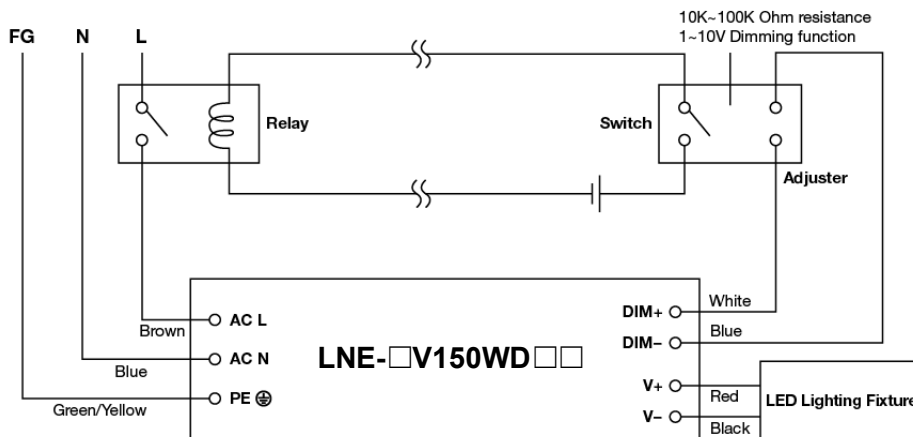 10K~100K Ohm resistance
1~10V Dimming function
FG N L
Relay
Switch
Adjuster
Brown
AC L
Blue
AC N
Green/Yellow
PE
LNE-□V150WD□□
DIM+
White
DIM−
Blue
V+
Red
V−
Black
LED Lighting Fixture